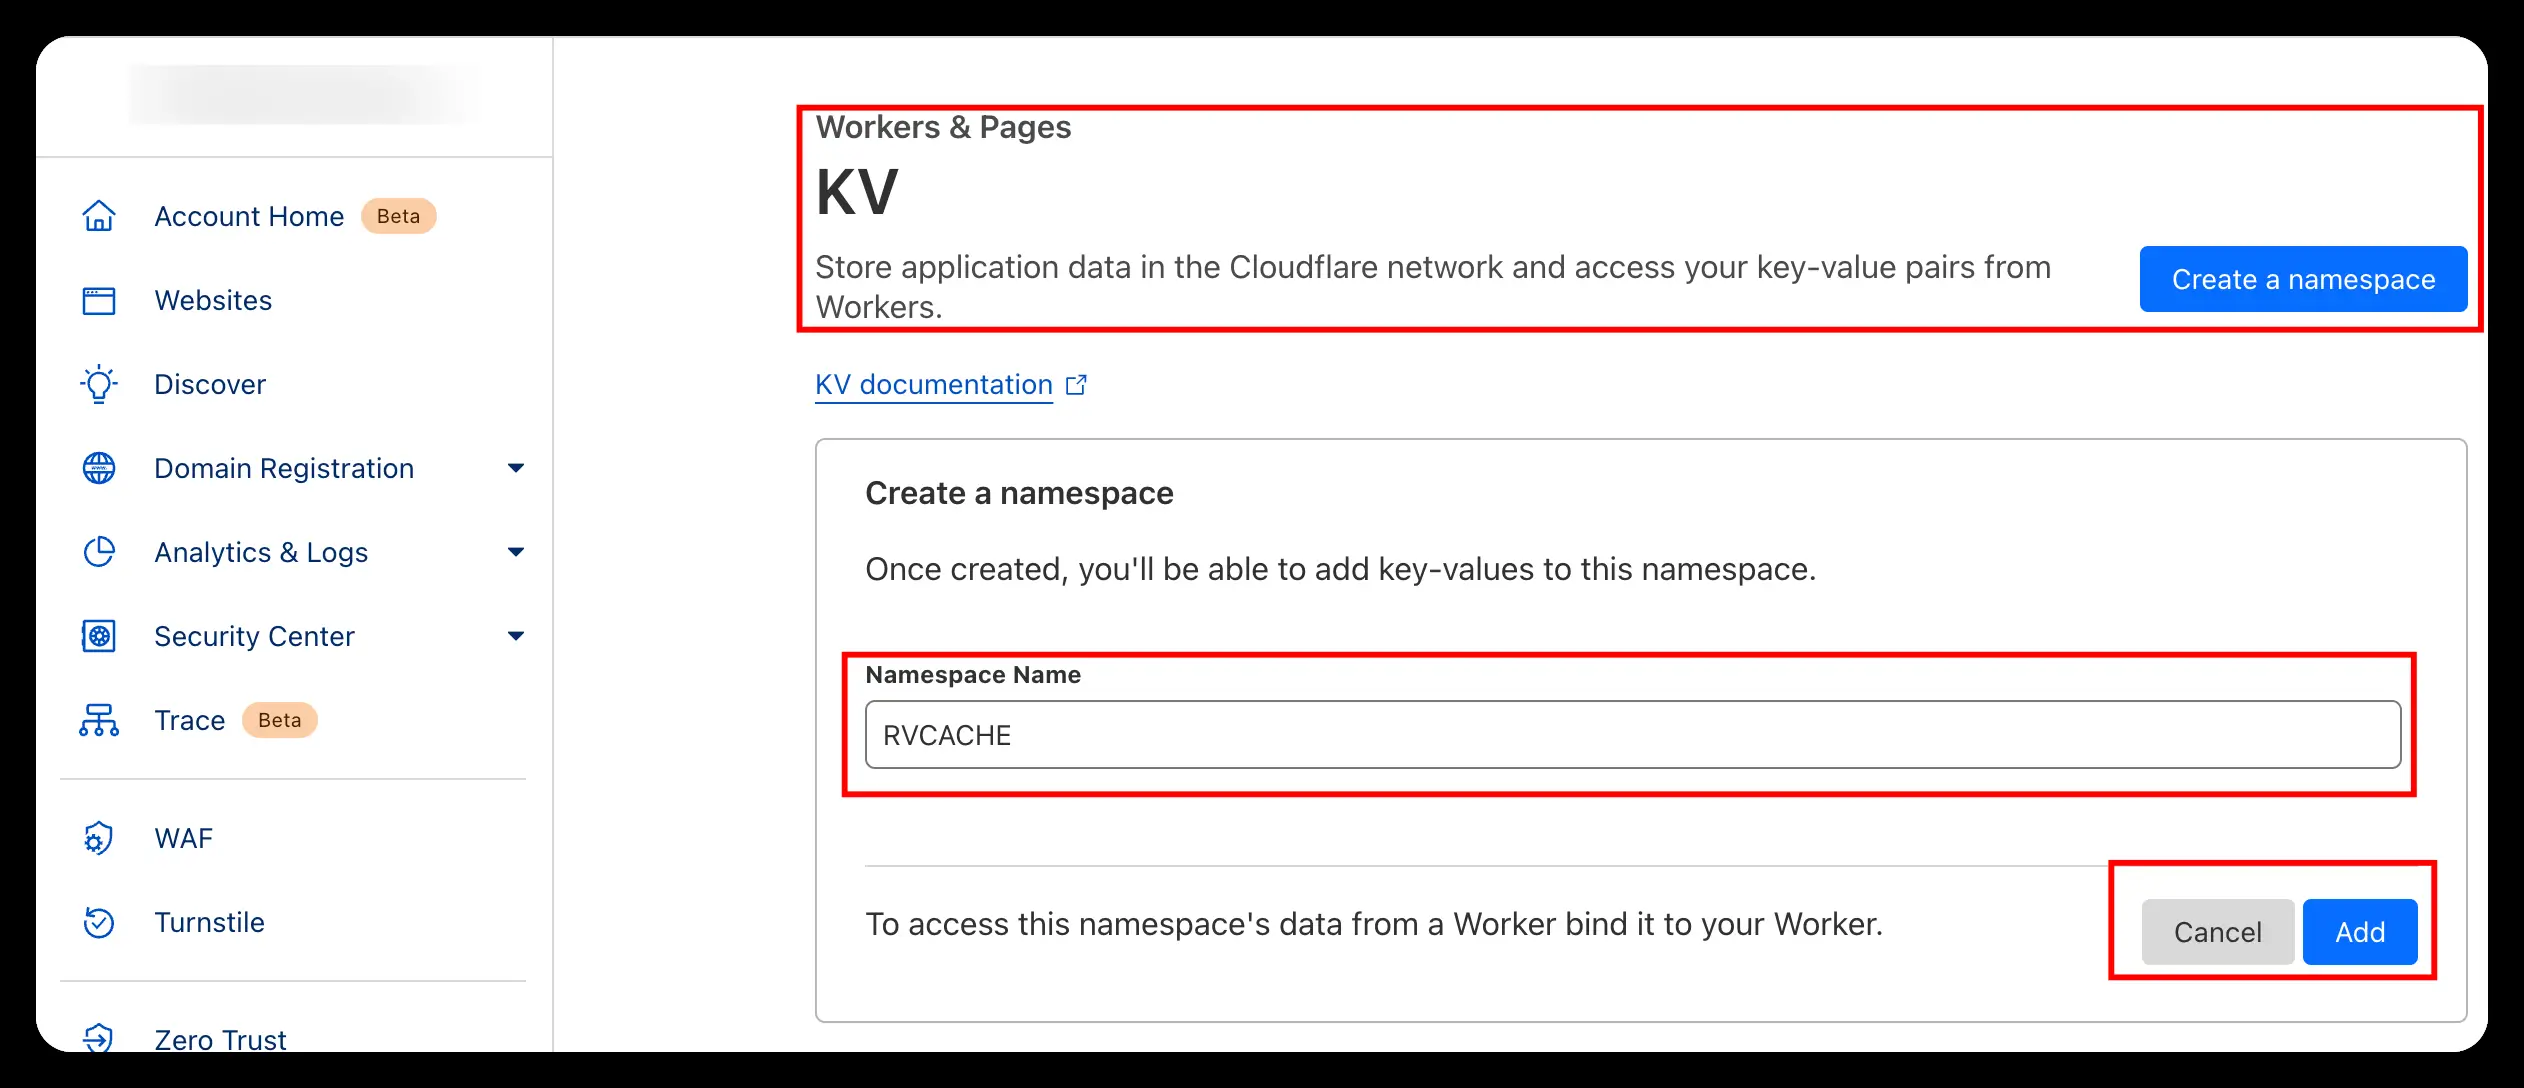 Account Home Beta
Websites
Discover
Domain Registration
Analytics & Logs
Security Center
Trace Beta
WAF
Turnstile
Zero Trust
Workers & Pages
KV
Store application data in the Cloudflare network and access your key-value pairs from
Workers.
Create a namespace
KV documentation
Create a namespace
Once created, you'll be able to add key-values to this namespace.
Namespace Name
RVCACHE
To access this namespace's data from a Worker bind it to your Worker.
Cancel
Add